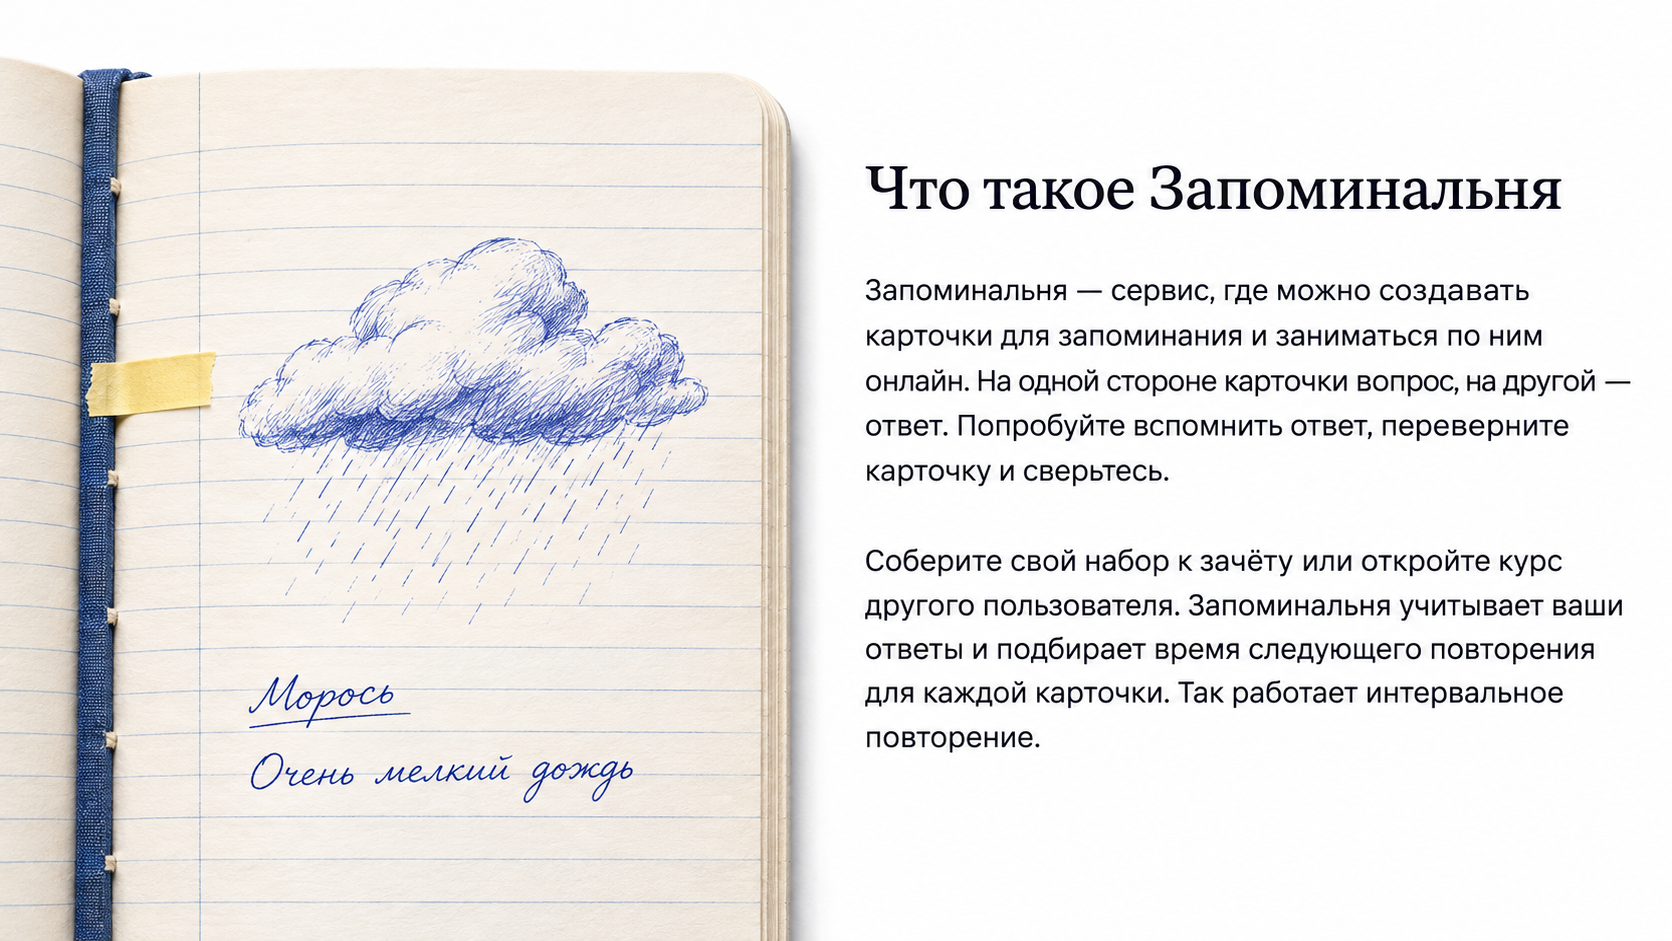 Что такое Запоминальня
Запоминальня — сервис, где можно создавать
карточки для запоминания и заниматься по ним
онлайн. На одной стороне карточки вопрос, на другой —
ответ. Попробуйте вспомнить ответ, переверните
карточку и сверьтесь.
Соберите свой набор к зачёту или откройте курс
другого пользователя. Запоминальня учитывает ваши
ответы и подбирает время следующего повторения
для каждой карточки. Так работает интервальное
повторение.
Морось
Очень мелкий дождь